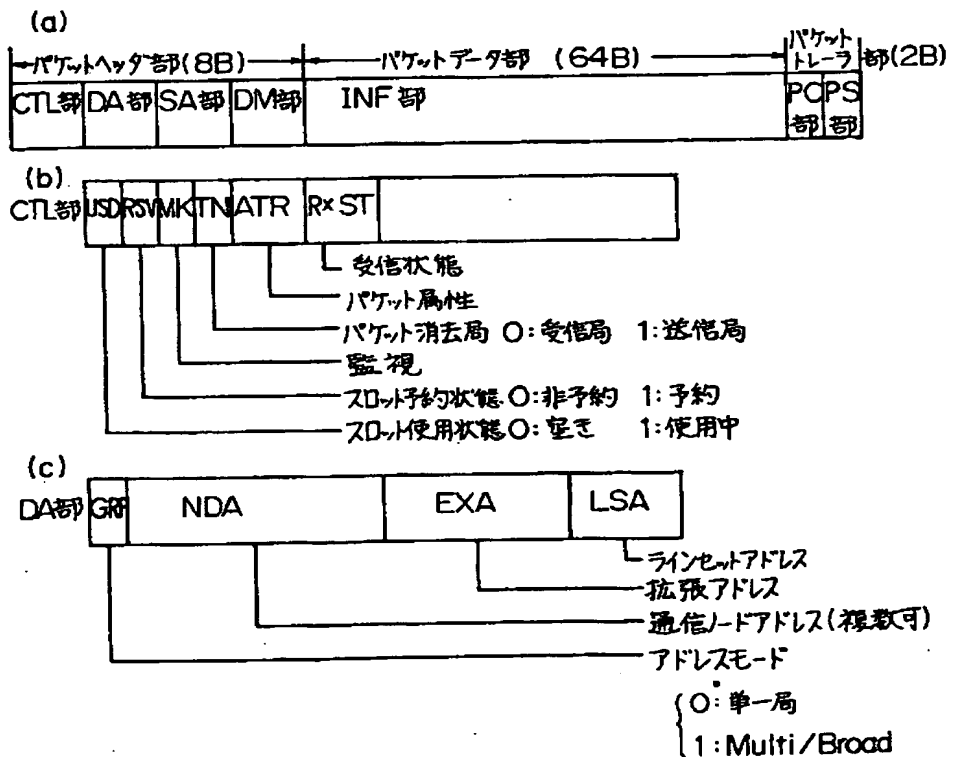 (a)
パケットヘッダ部(8B) パケットデータ部 (64B) パケットトレーラ部(2B)
CTL部 DA部 SA部 DM部 INF部 PC部 PS部
(b)
CTL部 USD RSV MK TN ATR R×ST
受信状態
パケット属性
パケット消去局 0:受信局 1:送信局
監視
スロット予約状態 0:非予約 1:予約
スロット使用状態 0:空き 1:使用中
(c)
DA部 GRP NDA EXA LSA
ラインセットアドレス
拡張アドレス
通信ノードアドレス(複数可)
アドレスモード
0:単一局
1:Multi/Broad